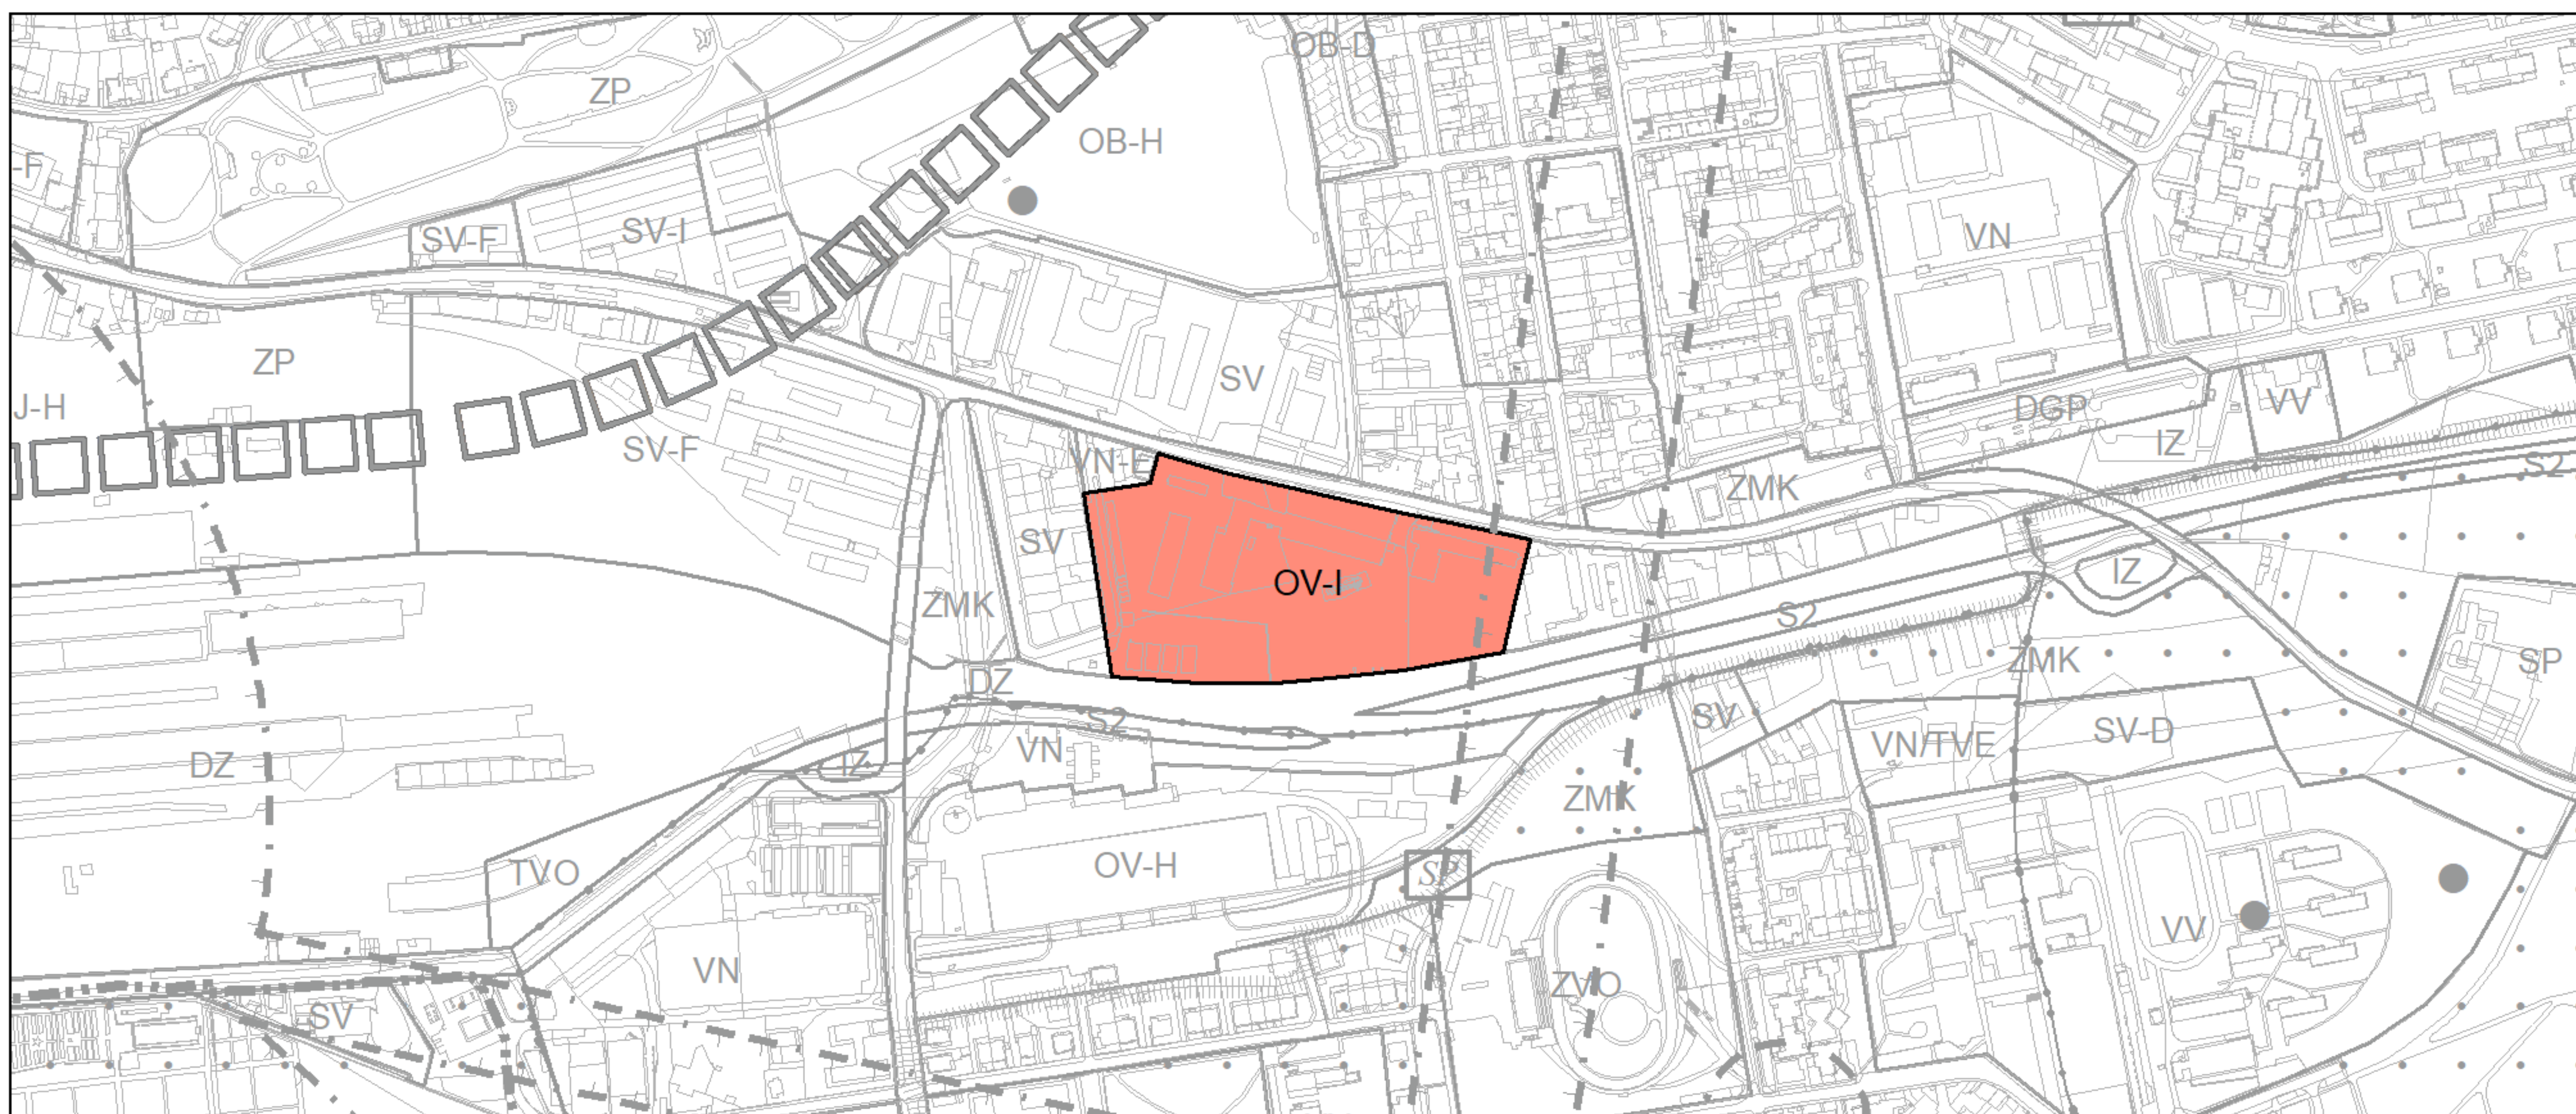 OB-D
ZP
OB-H
-F
SV-F
SV-I
VN
ZP
SV
J-H
DGP
VV
SV-F
IZ
VN-E
S2
ZMK
SV
OV-I
IZ
ZMK
S2
ZMK
SP
DZ
SV
S2
VN
VN/TVE
SV-D
DZ
IZ
ZMK
OV-H
TVO
SP
VV
VN
ZVO
SV